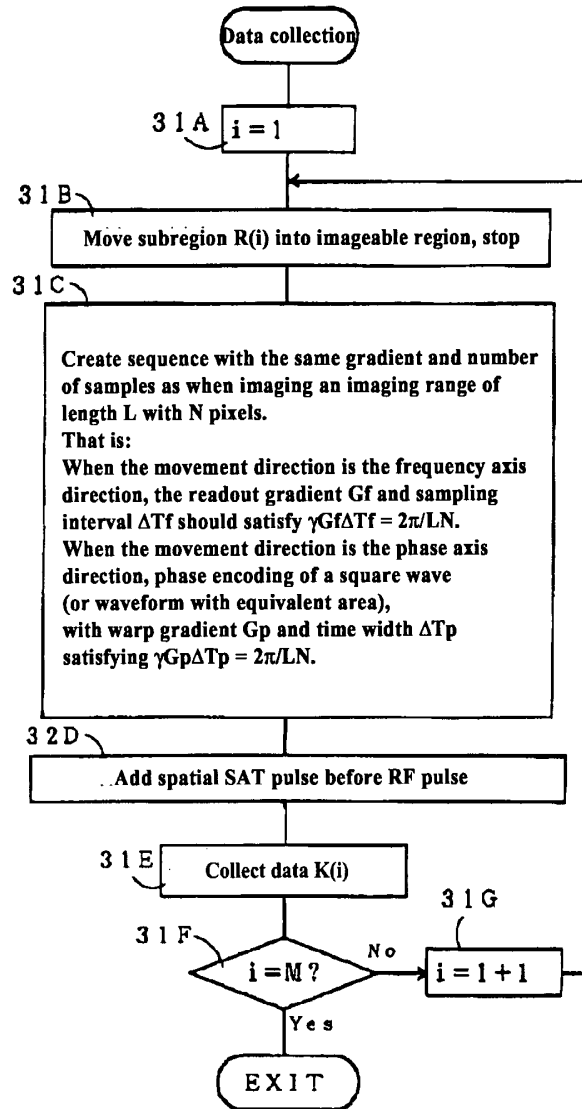 Data collection
31A
i = 1
31B
Move subregion R(i) into imageable region, stop
31C
Create sequence with the same gradient and number
of samples as when imaging an imaging range of
length L with N pixels.
That is:
When the movement direction is the frequency axis
direction, the readout gradient Gf and sampling
interval ΔTf should satisfy γGfΔTf = 2π/LN.
When the movement direction is the phase axis
direction, phase encoding of a square wave
(or waveform with equivalent area),
with warp gradient Gp and time width ΔTp
satisfying γGpΔTp = 2π/LN.
32D
Add spatial SAT pulse before RF pulse
31E
Collect data K(i)
31F
i = M ?
No
31G
i = 1 + 1
Yes
EXIT